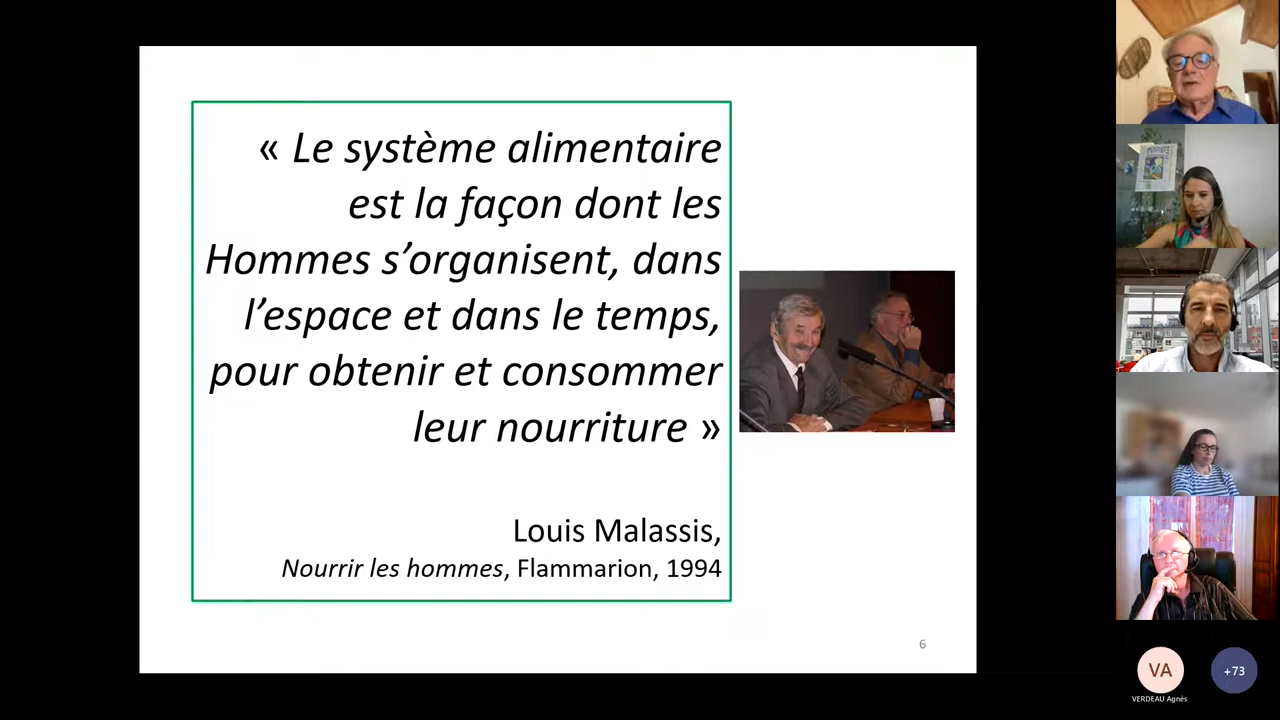 « Le système alimentaire
est la façon dont les
Hommes s’organisent, dans
l’espace et dans le temps,
pour obtenir et consommer
leur nourriture »
Louis Malassis,
Nourrir les hommes, Flammarion, 1994
6
VA
+73
VERDEAU Agnès